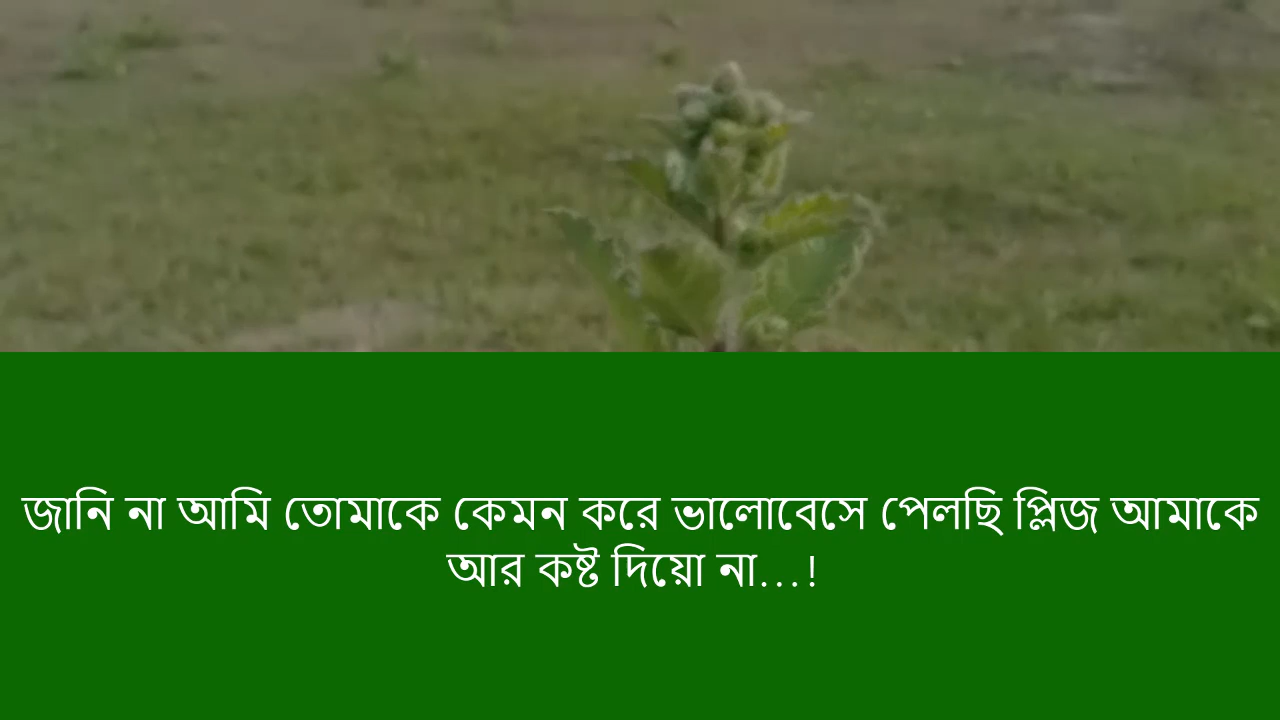 জানি না আমি তোমাকে কেমন করে ভালোবেসে পেলছি প্লিজ আমাকে
আর কষ্ট দিয়ো না...!